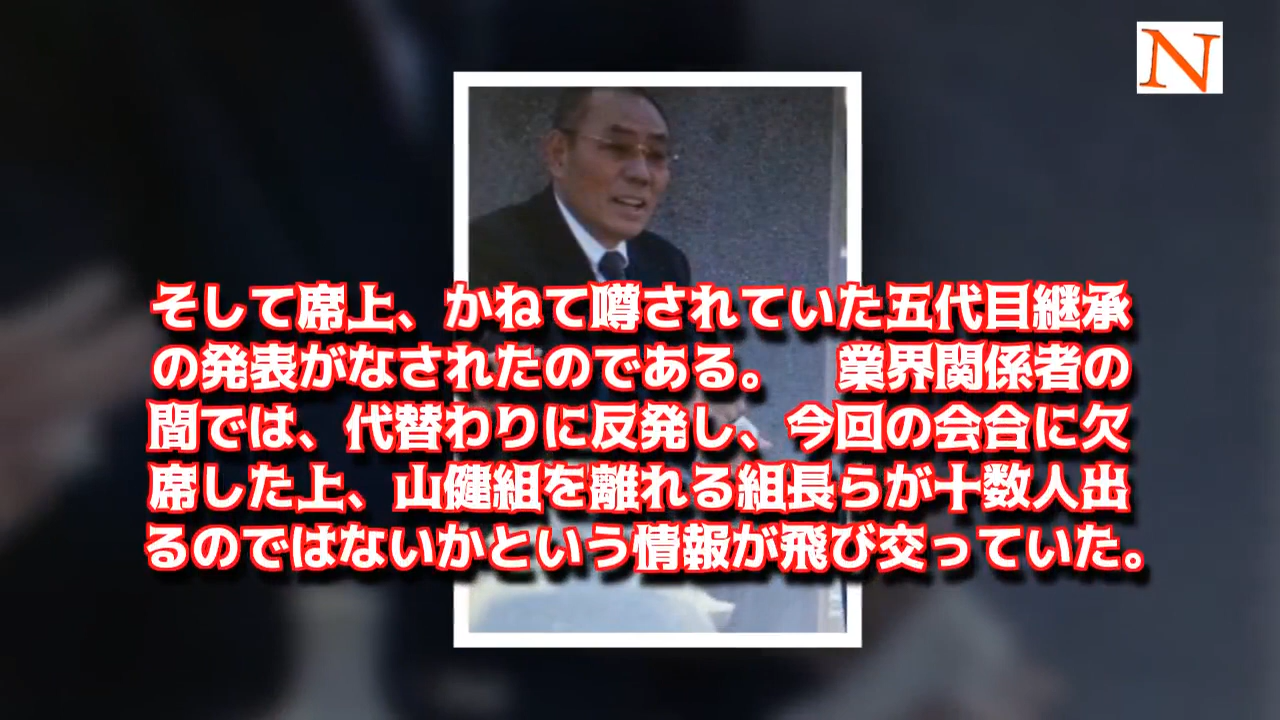 N
そして席上、かねて噂されていた五代目継承
の発表がなされたのである。　業界関係者の
間では、代替わりに反発し、今回の会合に欠
席した上、山健組を離れる組長らが十数人出
るのではないかという情報が飛び交っていた。